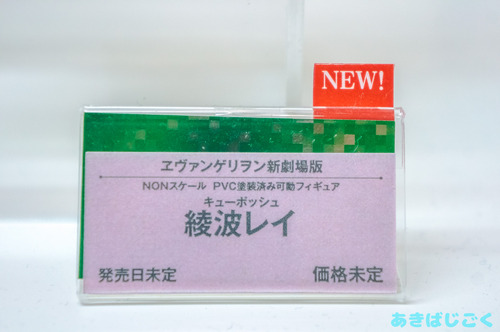 NEW!
ヱヴァンゲリヲン新劇場版
NONスケール PVC塗装済み可動フィギュア
キューポッシュ
綾波レイ
発売日未定 価格未定
あきばじごく